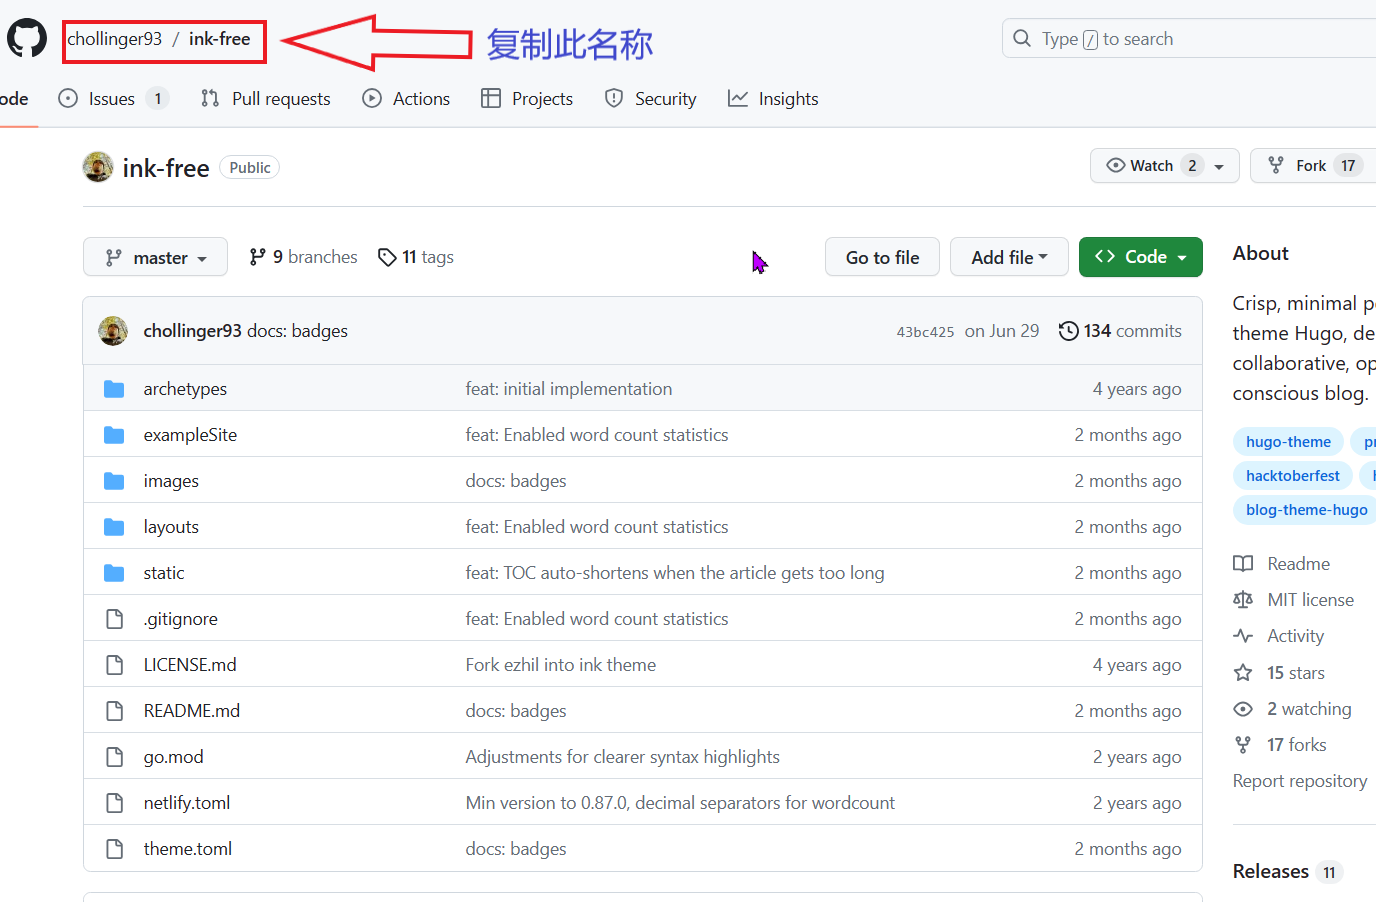 chollinger93 / ink-free
复制此名称
Type / to search
ode Issues 1 Pull requests Actions Projects Security Insights
ink-free Public
Watch 2 Fork 17
master 9 branches 11 tags
Go to file Add file Code
chollinger93 docs: badges 43bc425 on Jun 29 134 commits
archetypes feat: initial implementation 4 years ago
exampleSite feat: Enabled word count statistics 2 months ago
images docs: badges 2 months ago
layouts feat: Enabled word count statistics 2 months ago
static feat: TOC auto-shortens when the article gets too long 2 months ago
.gitignore feat: Enabled word count statistics 2 months ago
LICENSE.md Fork ezhil into ink theme 4 years ago
README.md docs: badges 2 months ago
go.mod Adjustments for clearer syntax highlights 2 years ago
netlify.toml Min version to 0.87.0, decimal separators for wordcount 2 years ago
theme.toml docs: badges 2 months ago
About
Crisp, minimal p
theme Hugo, de
collaborative, op
conscious blog.
hugo-theme pr
hacktoberfest
blog-theme-hugo
Readme
MIT license
Activity
15 stars
2 watching
17 forks
Report repository
Releases 11